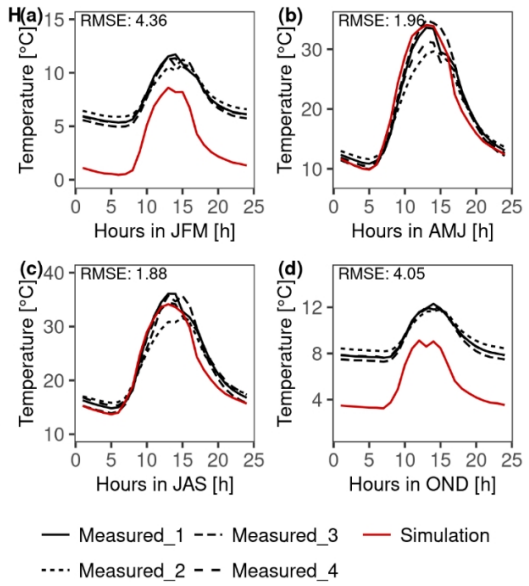 H(a)
RMSE: 4.36
15
10
5
0
Temperature [°C]
0 5 10 15 20 25
Hours in JFM [h]
(b)
RMSE: 1.96
30
20
10
Temperature [°C]
0 5 10 15 20 25
Hours in AMJ [h]
(c)
RMSE: 1.88
40
30
20
10
Temperature [°C]
0 5 10 15 20 25
Hours in JAS [h]
(d)
RMSE: 4.05
12
8
4
Temperature [°C]
0 5 10 15 20 25
Hours in OND [h]
Measured_1 Measured_3 Simulation
Measured_2 Measured_4